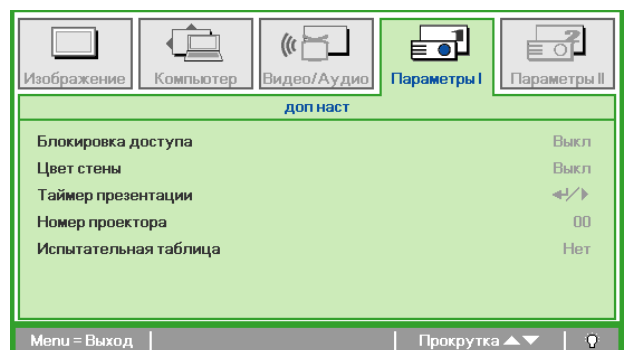 Изображение Компьютер Видео/Аудио Параметры I Параметры II
доп наст
Блокировка доступа Выкл
Цвет стены Выкл
Таймер презентации
Номер проектора 00
Испытательная таблица Нет
Menu = Выход Прокрутка